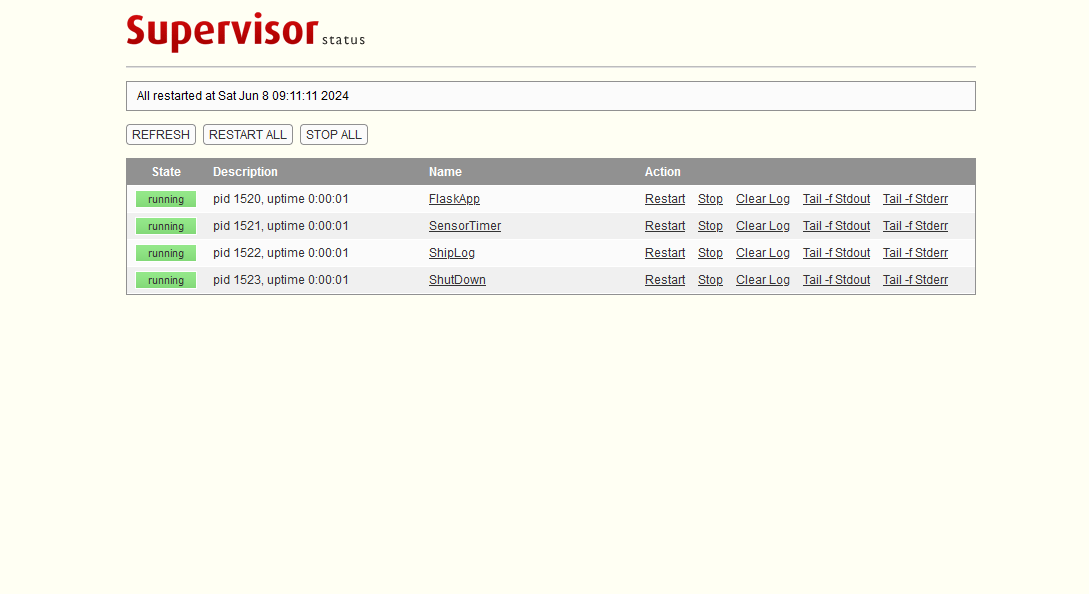 Supervisor status
All restarted at Sat Jun 8 09:11:11 2024
REFRESH RESTART ALL STOP ALL
State Description Name Action
running pid 1520, uptime 0:00:01 FlaskApp Restart Stop Clear Log Tail -f Stdout Tail -f Stderr
running pid 1521, uptime 0:00:01 SensorTimer Restart Stop Clear Log Tail -f Stdout Tail -f Stderr
running pid 1522, uptime 0:00:01 ShipLog Restart Stop Clear Log Tail -f Stdout Tail -f Stderr
running pid 1523, uptime 0:00:01 ShutDown Restart Stop Clear Log Tail -f Stdout Tail -f Stderr